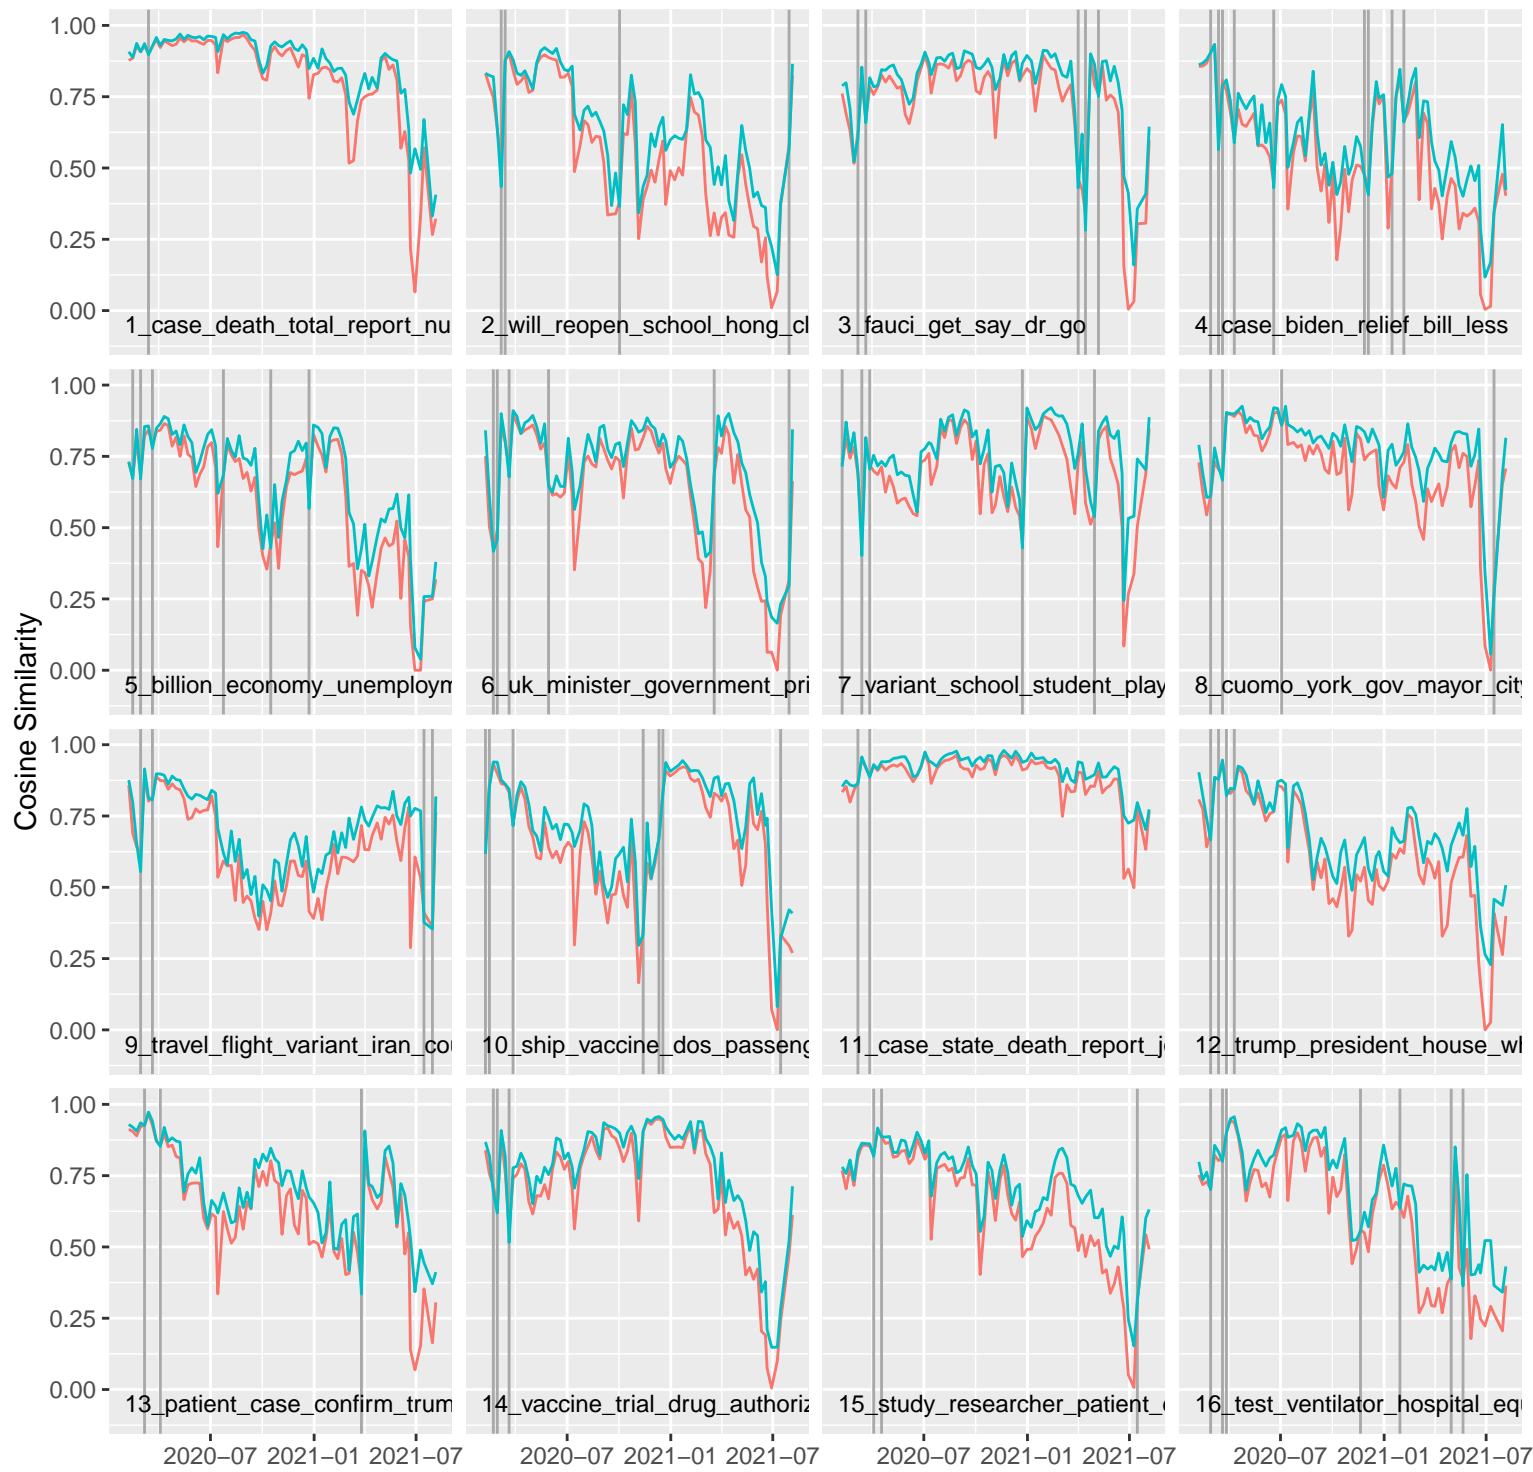 Cosine Similarity
1.00
0.75
0.50
0.25
0.00
1_case_death_total_report_nu
2_will_reopen_school_hong_cl
3_fauci_get_say_dr_go
4_case_biden_relief_bill_less
1.00
0.75
0.50
0.25
0.00
5_billion_economy_unemploym
6_uk_minister_government_pri
7_variant_school_student_play
8_cuomo_york_gov_mayor_city
1.00
0.75
0.50
0.25
0.00
9_travel_flight_variant_iran_cou
10_ship_vaccine_dos_passeng
11_case_state_death_report_j
12_trump_president_house_wh
1.00
0.75
0.50
0.25
0.00
13_patient_case_confirm_trum
14_vaccine_trial_drug_authoriz
15_study_researcher_patient_
16_test_ventilator_hospital_equ
2020−07 2021−01 2021−07
2020−07 2021−01 2021−07
2020−07 2021−01 2021−07
2020−07 2021−01 2021−07